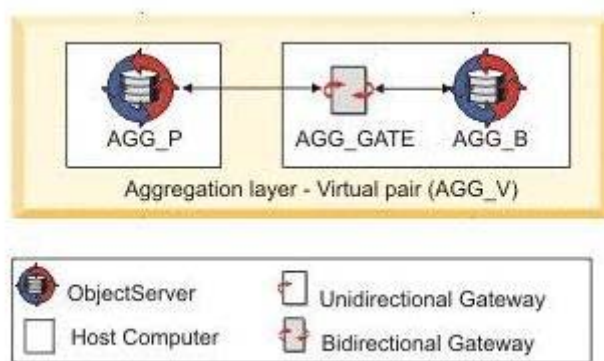 AGG_P AGG_GATE AGG_B
Aggregation layer - Virtual pair (AGG_V)
ObjectServer Unidirectional Gateway
Host Computer Bidirectional Gateway